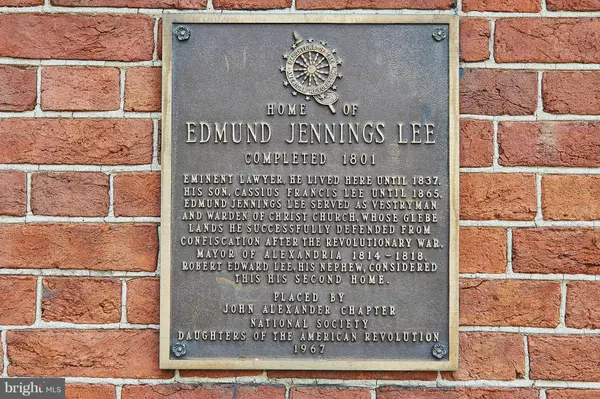 HOME OF
EDMUND JENNINGS LEE
COMPLETED 1801
EMINENT LAWYER, HE LIVED HERE UNTIL 1837,
HIS SON, CASSIUS FRANCIS LEE UNTIL 1865.
EDMUND JENNINGS LEE SERVED AS VESTRYMAN
AND WARDEN OF CHRIST CHURCH, WHOSE GLEBE
LANDS HE SUCCESSFULLY DEFENDED FROM
CONFISCATION AFTER THE REVOLUTIONARY WAR.
MAYOR OF ALEXANDRIA 1814-1818.
ROBERT EDWARD LEE, HIS NEPHEW, CONSIDERED
THIS HIS SECOND HOME.
PLACED BY
JOHN ALEXANDER CHAPTER
NATIONAL SOCIETY
DAUGHTERS OF THE AMERICAN REVOLUTION
1967
bright MLS